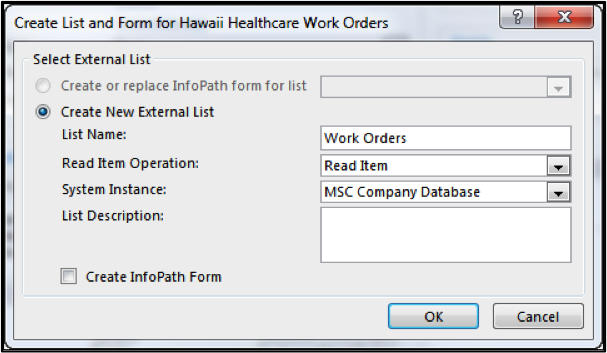 Create List and Form for Hawaii Healthcare Work Orders
Select External List
Create or replace InfoPath form for list
Create New External List
List Name: Work Orders
Read Item Operation: Read Item
System Instance: MSC Company Database
List Description:
Create InfoPath Form
OK Cancel